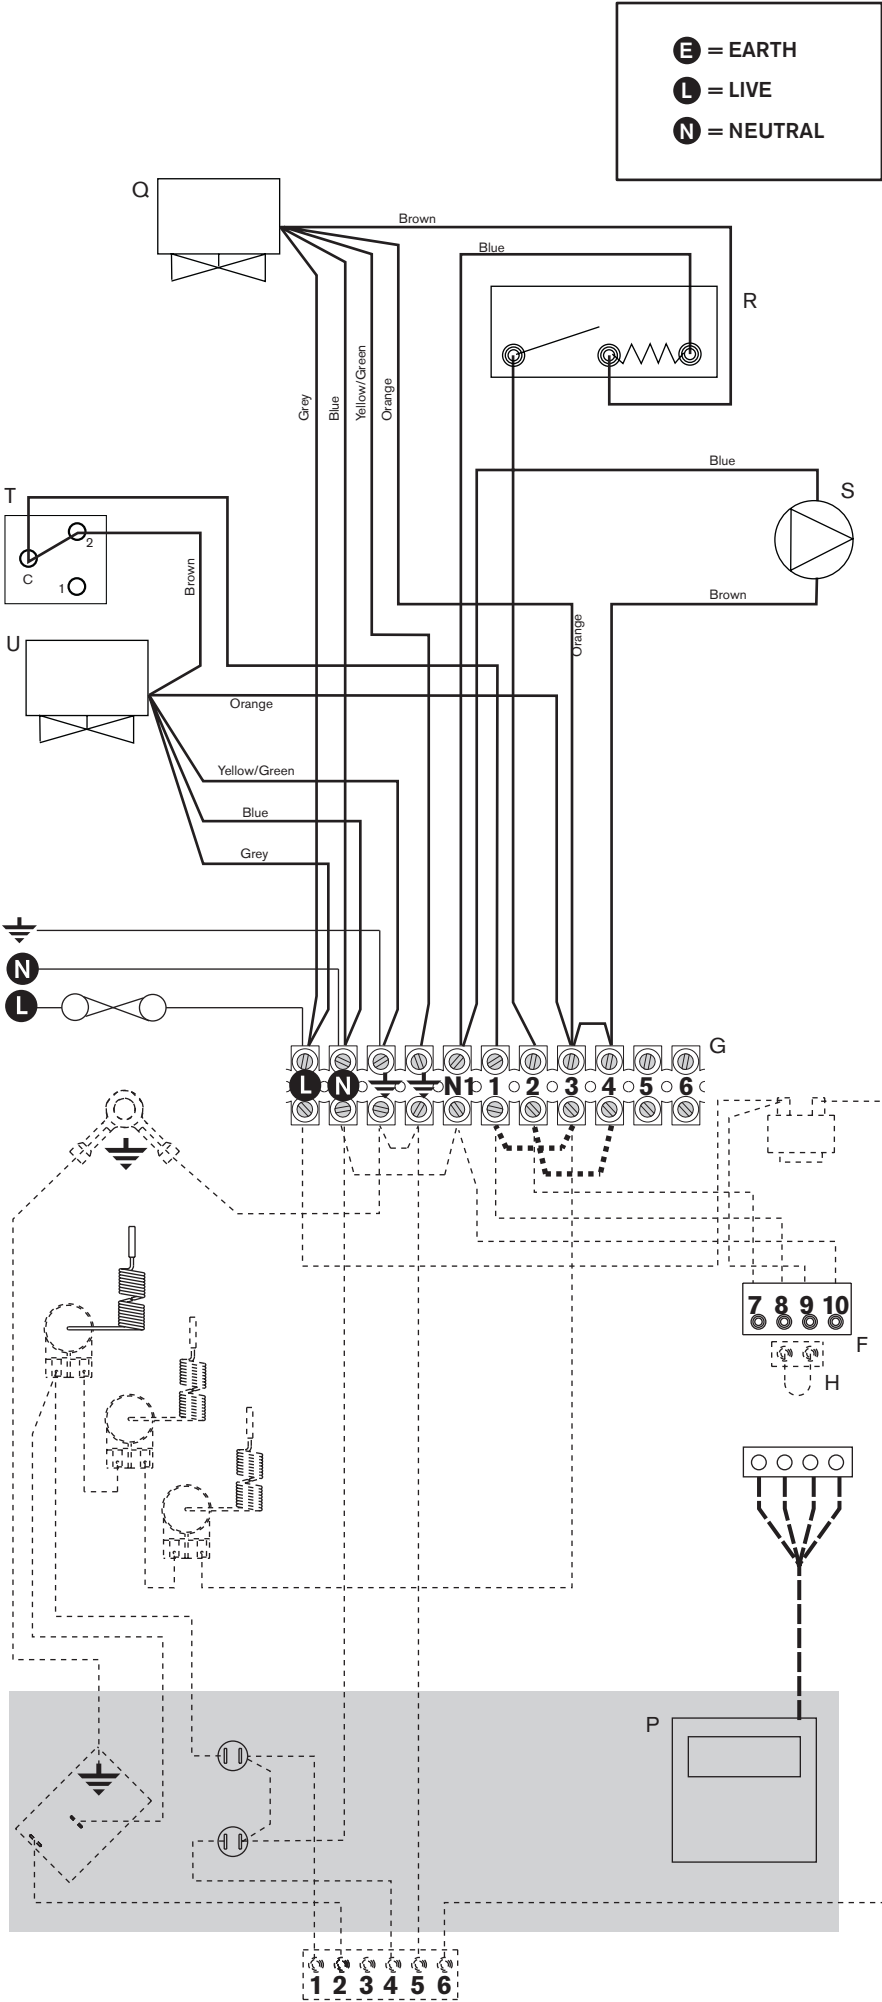 E = EARTH
L = LIVE
N = NEUTRAL
Q
Brown
Blue
R
Grey
Blue
Yellow/Green
Orange
Blue
S
T
2
C
1
Brown
Brown
Orange
U
Orange
Yellow/Green
Blue
Grey
N
L
G
L N N1 1 2 3 4 5 6
7 8 9 10
F
H
P
1 2 3 4 5 6